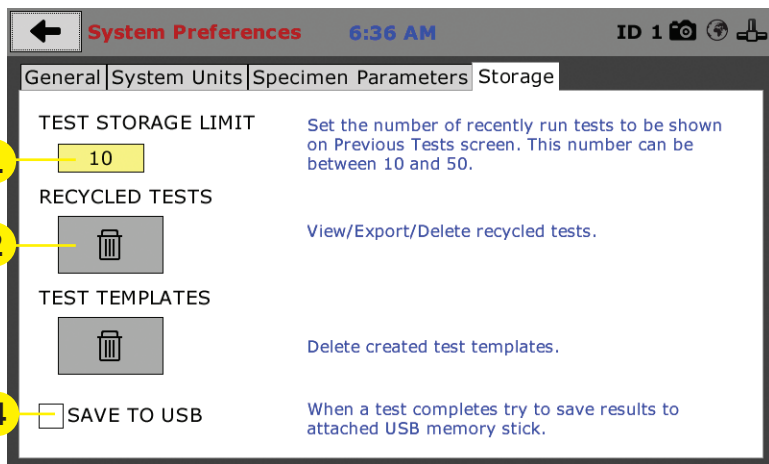 System Preferences 6:36 AM ID 1
General System Units Specimen Parameters Storage
TEST STORAGE LIMIT
Set the number of recently run tests to be shown
on Previous Tests screen. This number can be
between 10 and 50.
10
RECYCLED TESTS
View/Export/Delete recycled tests.
TEST TEMPLATES
Delete created test templates.
SAVE TO USB
When a test completes try to save results to
attached USB memory stick.